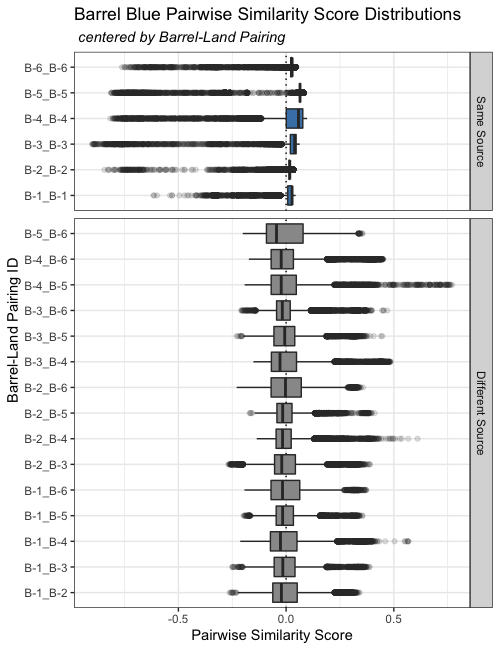 Barrel Blue Pairwise Similarity Score Distributions
centered by Barrel-Land Pairing
B-6_B-6
B-5_B-5
B-4_B-4
B-3_B-3
B-2_B-2
B-1_B-1
Same Source
B-5_B-6
B-4_B-6
B-4_B-5
B-3_B-6
B-3_B-5
B-3_B-4
B-2_B-6
B-2_B-5
B-2_B-4
B-2_B-3
B-1_B-6
B-1_B-5
B-1_B-4
B-1_B-3
B-1_B-2
Different Source
Barrel-Land Pairing ID
-0.5 0.0 0.5
Pairwise Similarity Score